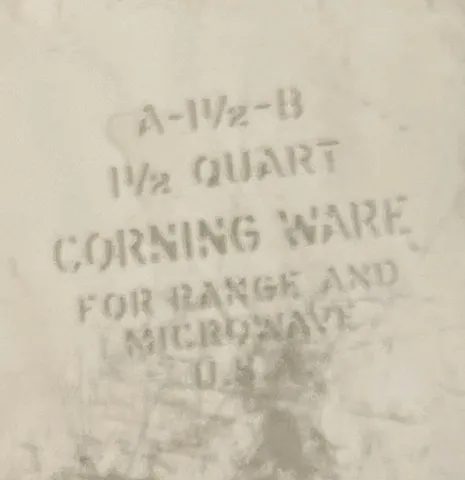 A-1½-B
1½ QUART
CORNING WARE
FOR RANGE AND
MICROWAVE